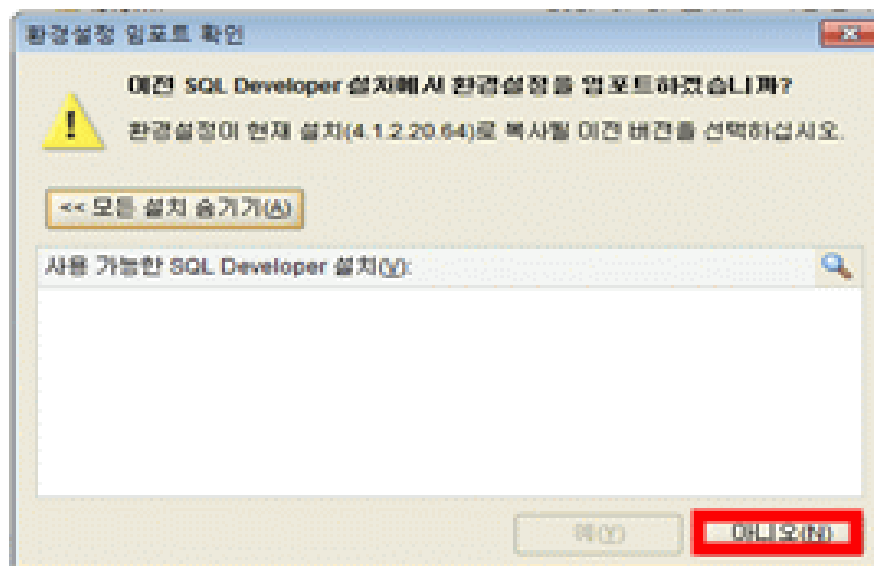 환경설정 임포트 확인
이전 SQL Developer 설치에서 환경설정을 임포트하겠습니까?
환경설정이 현재 설치(4.1.2.20.64)로 복사될 이전 버전을 선택하십시오.
<< 모든 설치 숨기기(A)
사용 가능한 SQL Developer 설치(V):
예(Y)
아니오(N)